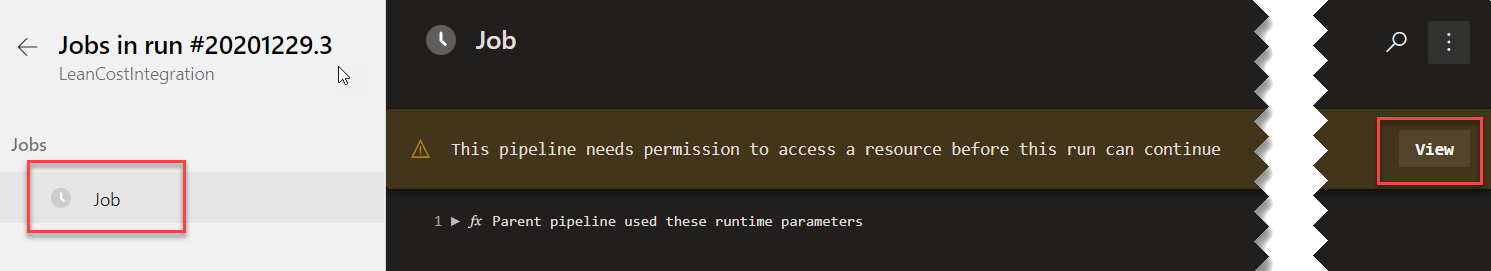 Jobs in run #20201229.3
LeanCostIntegration
Jobs
Job
Job
This pipeline needs permission to access a resource before this run can continue
View
1 fx Parent pipeline used these runtime parameters